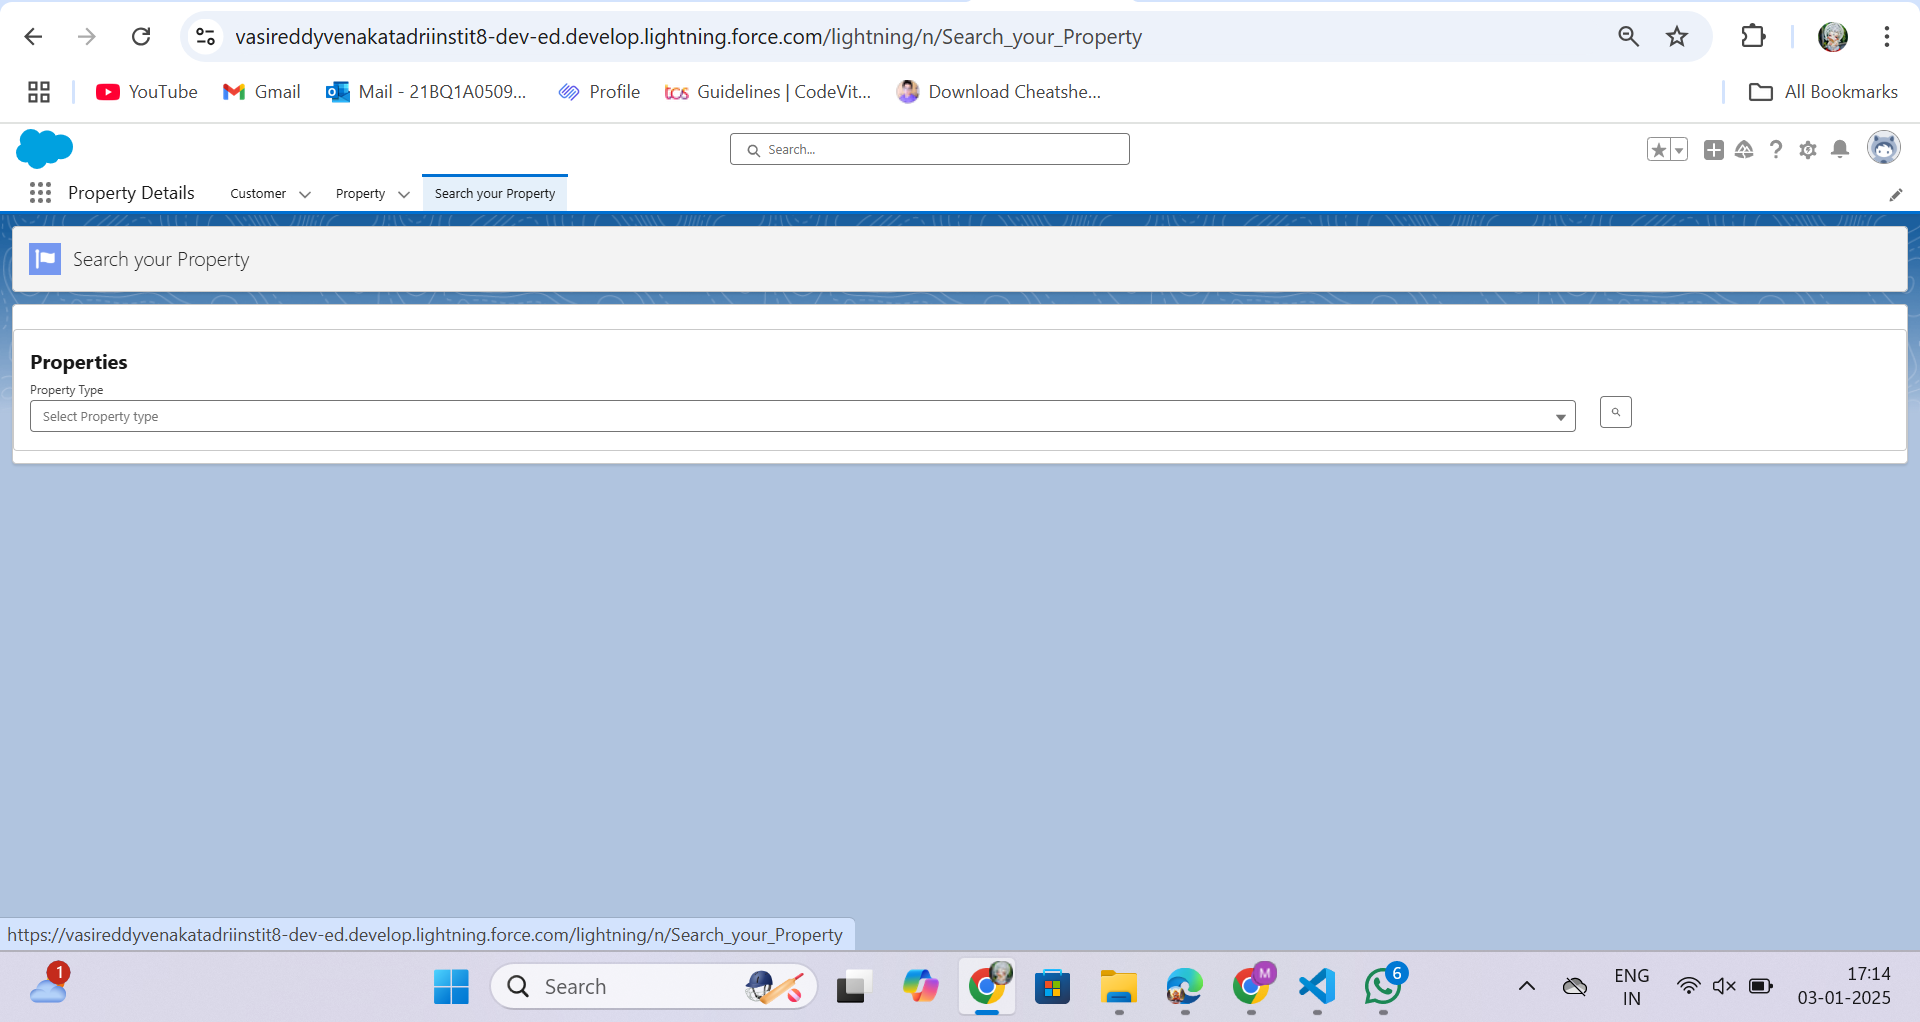 vasireddyvenakatadriinstit8-dev-ed.develop.lightning.force.com/lightning/n/Search_your_Property
YouTube
Gmail
Mail - 21BQ1A0509...
Profile
tcs Guidelines | CodeVit...
Download Cheatshe...
All Bookmarks
Search...
Property Details
Customer
Property
Search your Property
Search your Property
Properties
Property Type
Select Property type
https://vasireddyvenakatadriinstit8-dev-ed.develop.lightning.force.com/lightning/n/Search_your_Property
1
Search
M
6
ENG
IN
17:14
03-01-2025